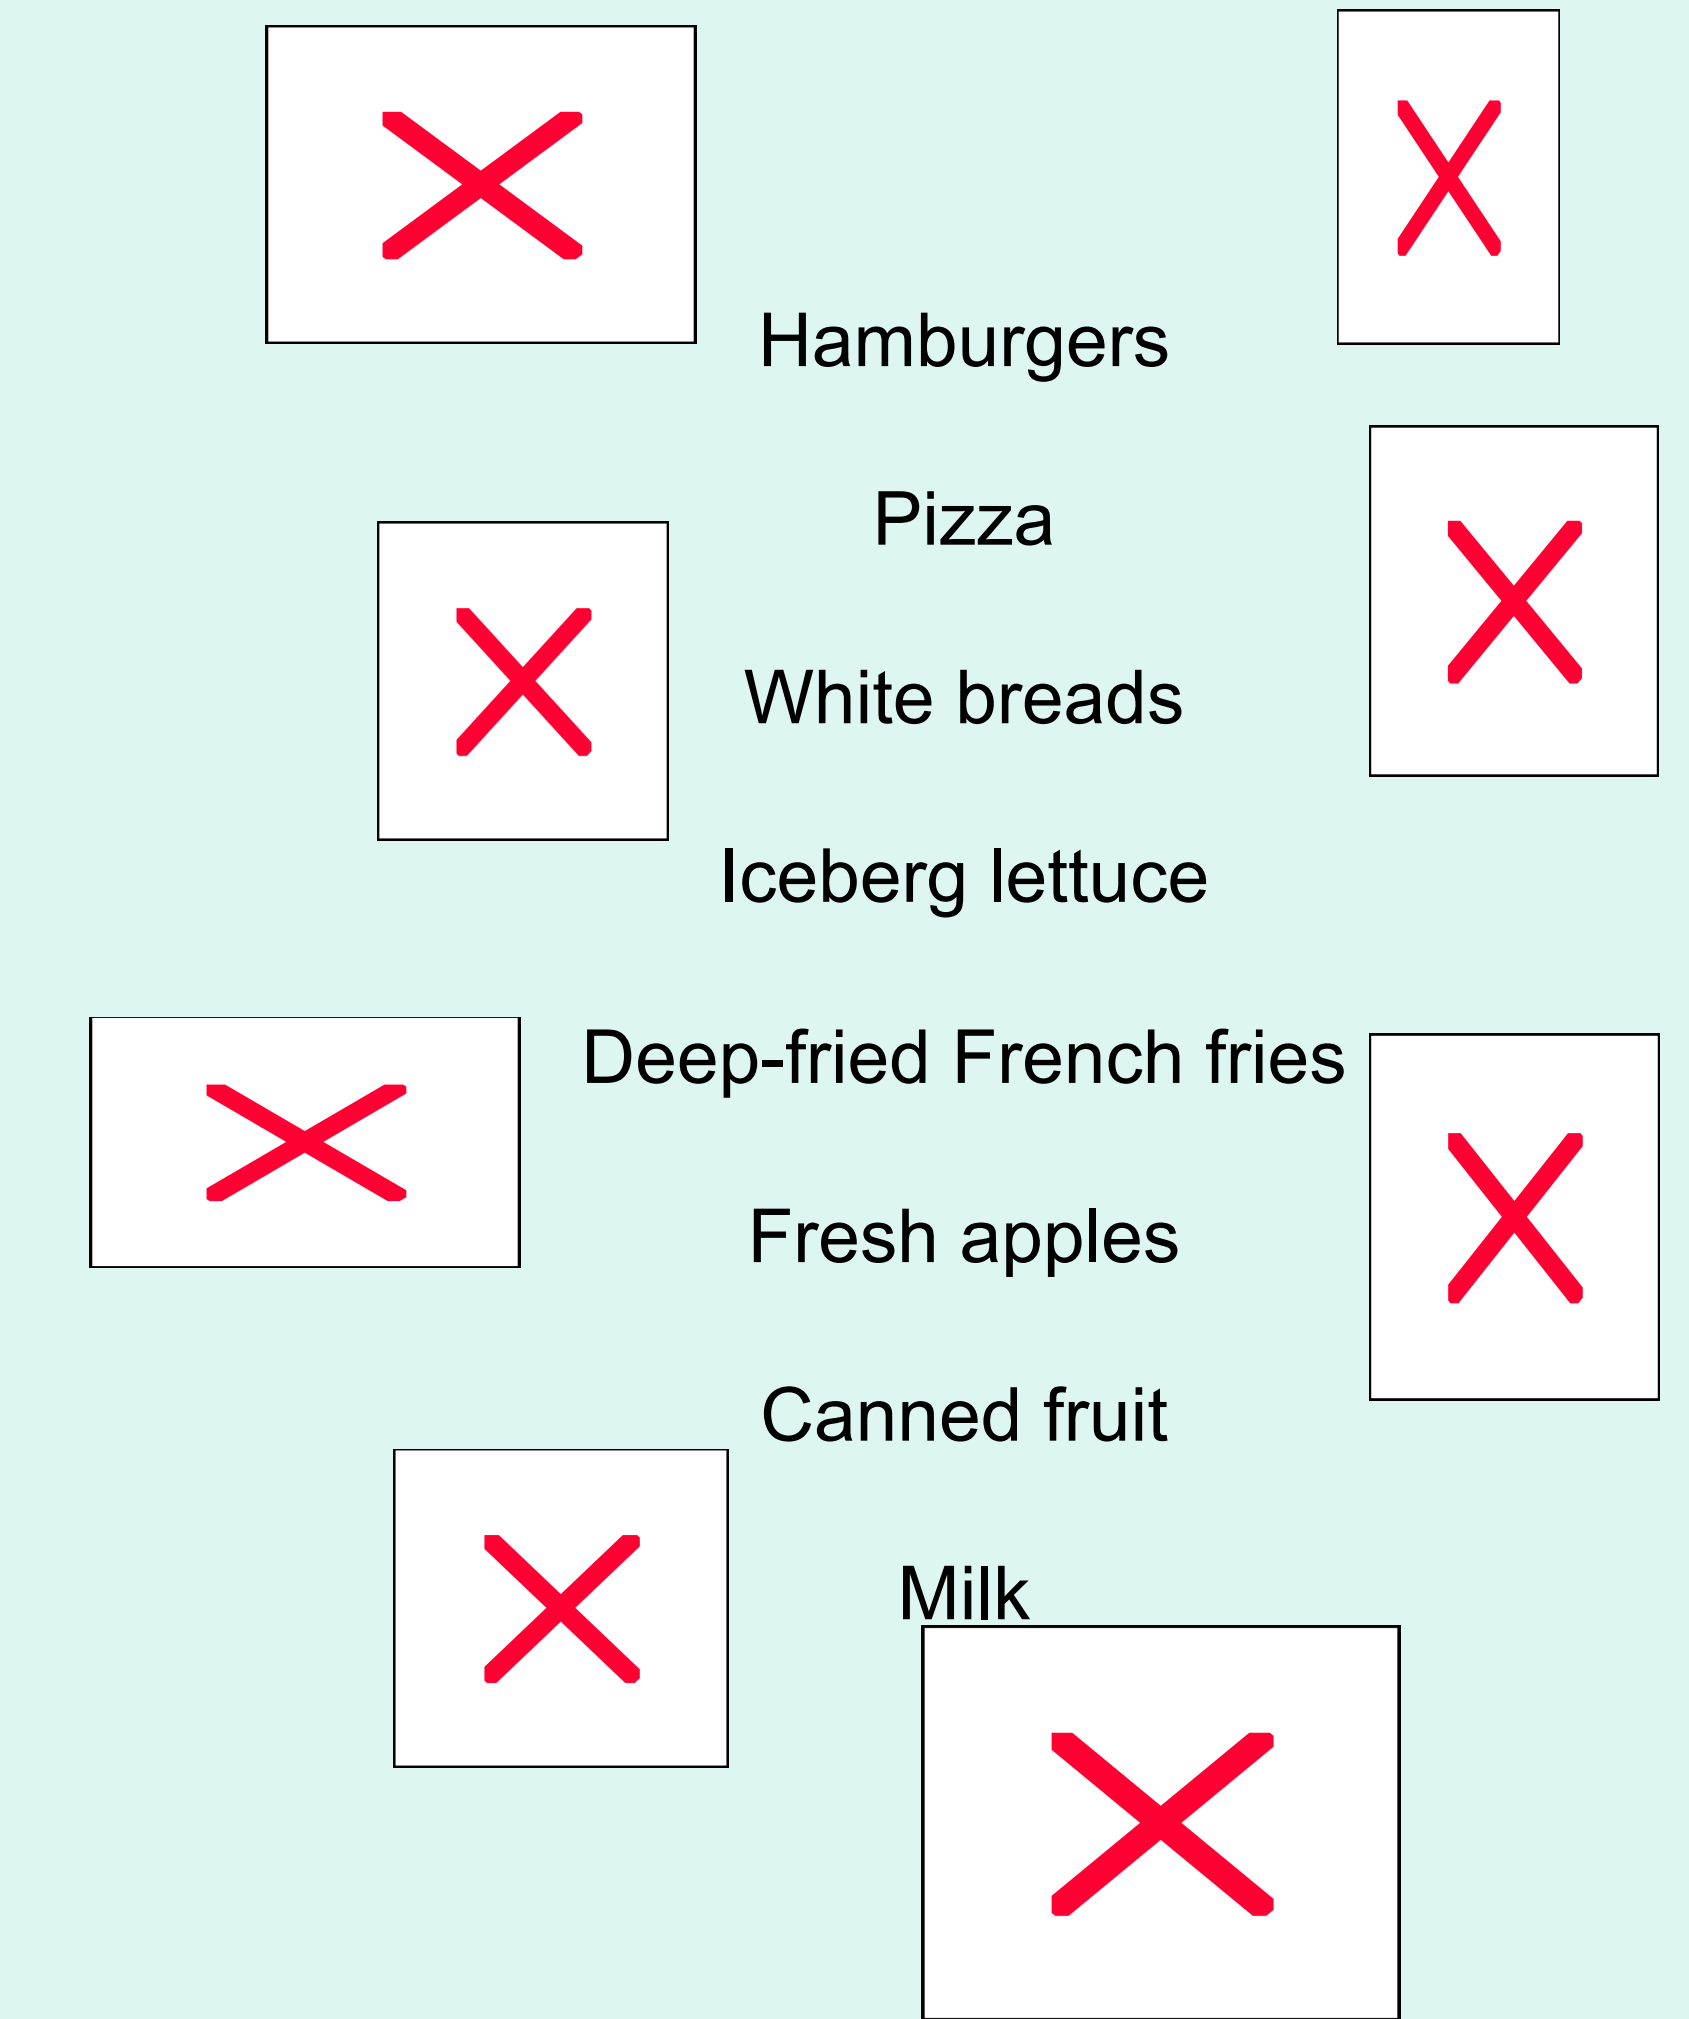 Hamburgers
Pizza
White breads
Iceberg lettuce
Deep-fried French fries
Fresh apples
Canned fruit
Milk